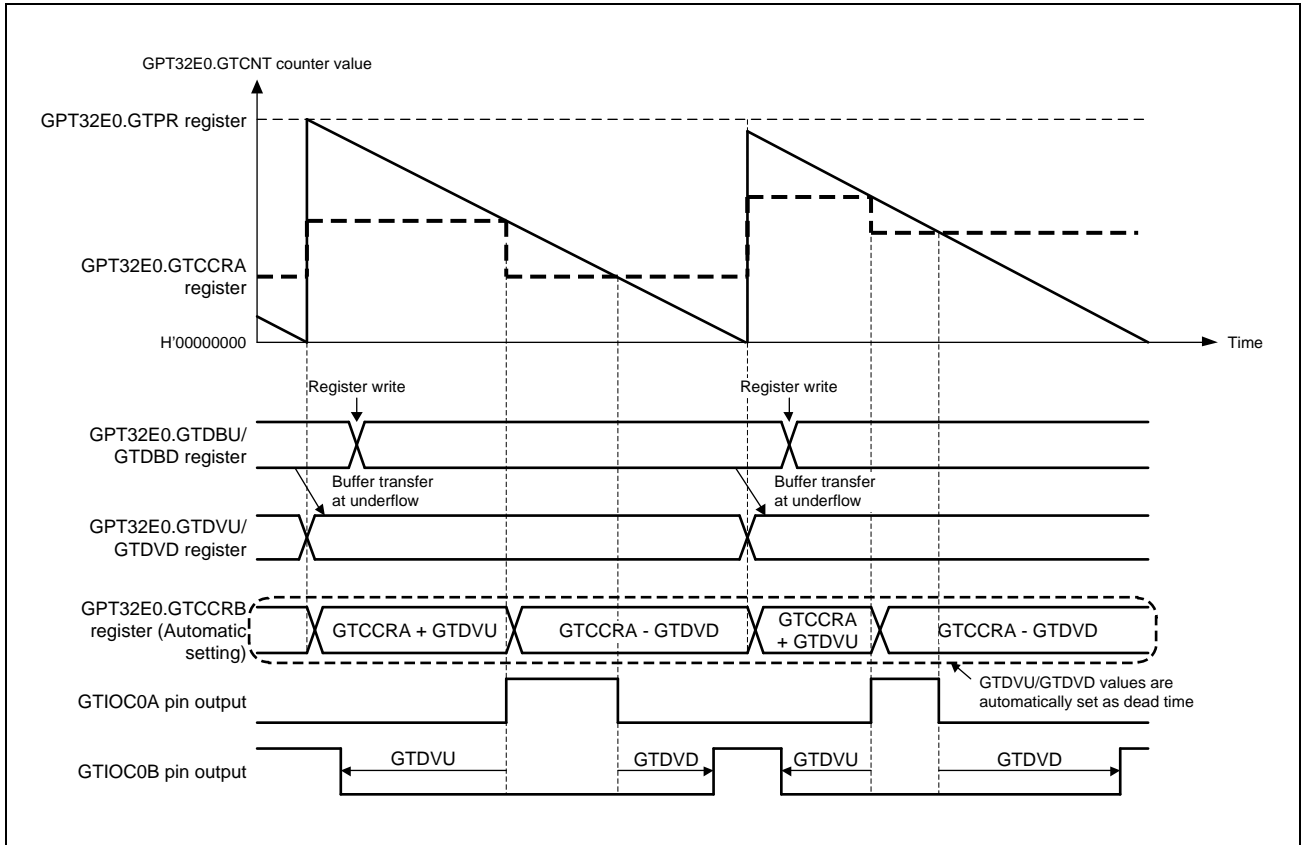 GPT32E0.GTCNT counter value
GPT32E0.GTPR register
GPT32E0.GTCCRA
register
H'00000000
Time
Register write
Register write
GPT32E0.GTDBU/
GTDBD register
Buffer transfer
at underflow
Buffer transfer
at underflow
GPT32E0.GTDVU/
GTDVD register
GPT32E0.GTCCRB
register (Automatic
setting)
GTCCRA + GTDVU
GTCCRA - GTDVD
GTCCRA
+ GTDVU
GTCCRA - GTDVD
GTDVU/GTDVD values are
automatically set as dead time
GTIOC0A pin output
GTIOC0B pin output
GTDVU
GTDVD
GTDVU
GTDVD